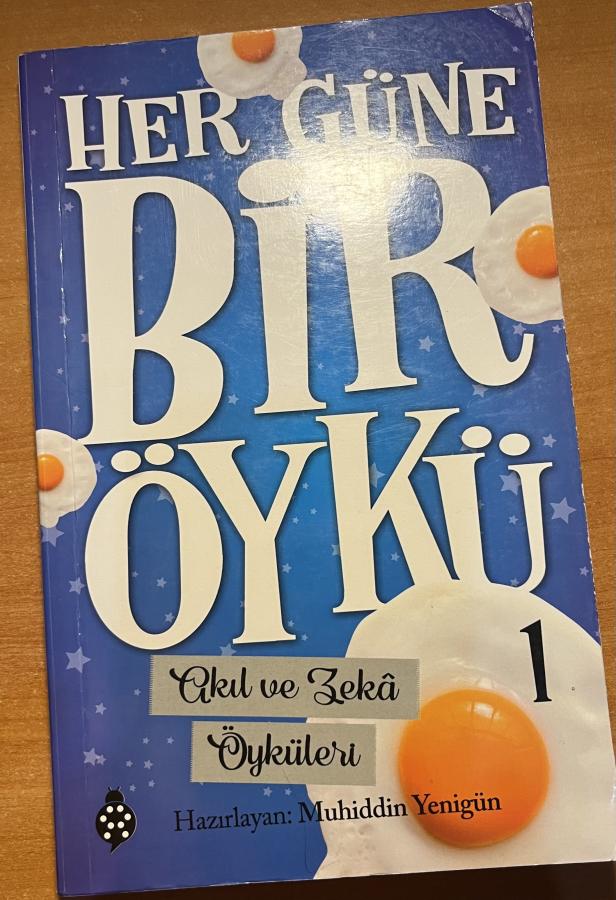 HER GÜNE
BİR
ÖYKÜ
1
Akıl ve Zekâ
Öyküleri
Hazırlayan: Muhiddin Yenigün